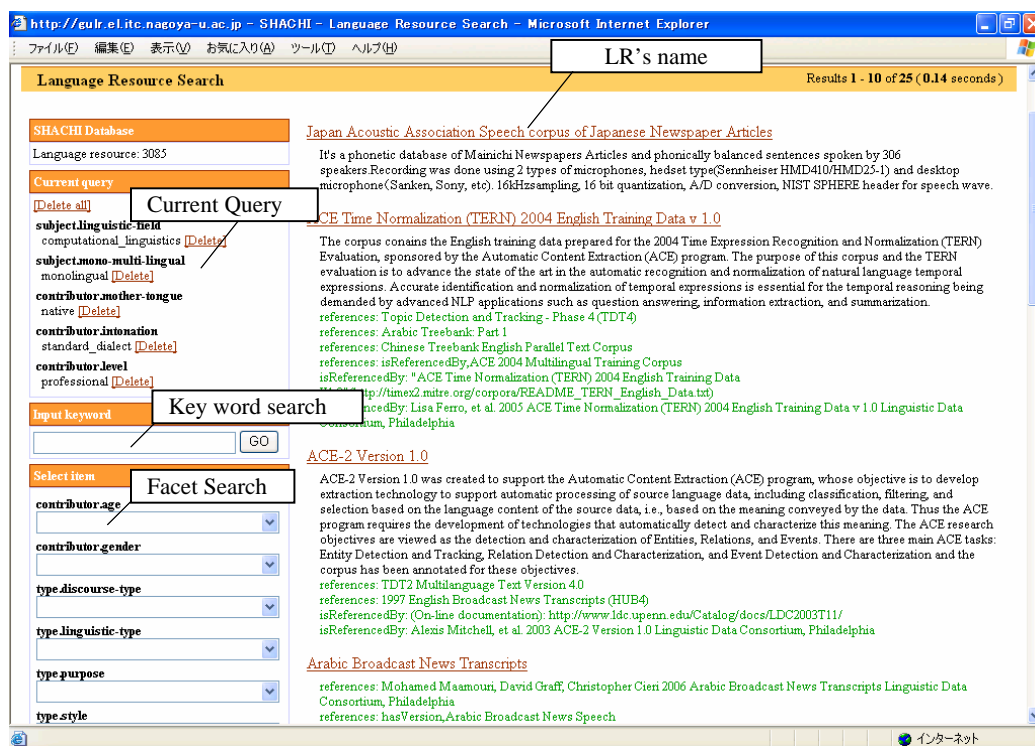 http://gulr.el.itc.nagoya-u.ac.jp - SHACHI - Language Resource Search - Microsoft Internet Explorer
ファイル(F) 編集(E) 表示(V) お気に入り(A) ツール(T) ヘルプ(H)
LR's name
Language Resource Search
Results 1 - 10 of 25 ( 0.14 seconds )
SHACHI Database
Language resource: 3085
Current query
[Delete all]
Current Query
subject.linguistic-field
computational_linguistics [Delete]
subject.mono-multi-lingual
monolingual [Delete]
contributor.mother-tongue
native [Delete]
contributor.intonation
standard_dialect [Delete]
contributor.level
professional [Delete]
Input keyword
Key word search
GO
Select item
Facet Search
contributor.age
contributor.gender
type.discourse-type
type.linguistic-type
type.purpose
type.style
Japan Acoustic Association Speech corpus of Japanese Newspaper Articles
It's a phonetic database of Mainichi Newspapers Articles and phonically balanced sentences spoken by 306
speakers.Recording was done using 2 types of microphones, hedset type(Sennheiser HMD410/HMD25-1) and desktop
microphone(Sanken, Sony, etc). 16kHzsampling, 16 bit quantization, A/D conversion, NIST SPHERE header for speech wave.
CE Time Normalization (TERN) 2004 English Training Data v 1.0
The corpus conains the English training data prepared for the 2004 Time Expression Recognition and Normalization (TERN)
Evaluation, sponsored by the Automatic Content Extraction (ACE) program. The purpose of this corpus and the TERN
evaluation is to advance the state of the art in the automatic recognition and normalization of natural language temporal
expressions. Accurate identification and normalization of temporal expressions is essential for the temporal reasoning being
demanded by advanced NLP applications such as question answering, information extraction, and summarization.
references: Topic Detection and Tracking - Phase 4 (TDT4)
references: Arabic Treebank: Part 1
references: Chinese Treebank English Parallel Text Corpus
references: isReferencedBy,ACE 2004 Multilingual Training Corpus
isReferencedBy: "ACE Time Normalization (TERN) 2004 English Training Data
http://timex2.mitre.org/corpora/README_TERN_English_Data.txt)
encedBy: Lisa Ferro, et al. 2005 ACE Time Normalization (TERN) 2004 English Training Data v 1.0 Linguistic Data
Consortium, Philadelphia
ACE-2 Version 1.0
ACE-2 Version 1.0 was created to support the Automatic Content Extraction (ACE) program, whose objective is to develop
extraction technology to support automatic processing of source language data, including classification, filtering, and
selection based on the language content of the source data, i.e., based on the meaning conveyed by the data. Thus the ACE
program requires the development of technologies that automatically detect and characterize this meaning. The ACE research
objectives are viewed as the detection and characterization of Entities, Relations, and Events. There are three main ACE tasks:
Entity Detection and Tracking, Relation Detection and Characterization, and Event Detection and Characterization and the
corpus has been annotated for these objectives.
references: TDT2 Multilanguage Text Version 4.0
references: 1997 English Broadcast News Transcripts (HUB4)
isReferencedBy: (On-line documentation): http://www.ldc.upenn.edu/Catalog/docs/LDC2003T11/
isReferencedBy: Alexis Mitchell, et al. 2003 ACE-2 Version 1.0 Linguistic Data Consortium, Philadelphia
Arabic Broadcast News Transcripts
references: Mohamed Maamouri, David Graff, Christopher Cieri 2006 Arabic Broadcast News Transcripts Linguistic Data
Consortium, Philadelphia
references: hasVersion,Arabic Broadcast News Speech
インターネット